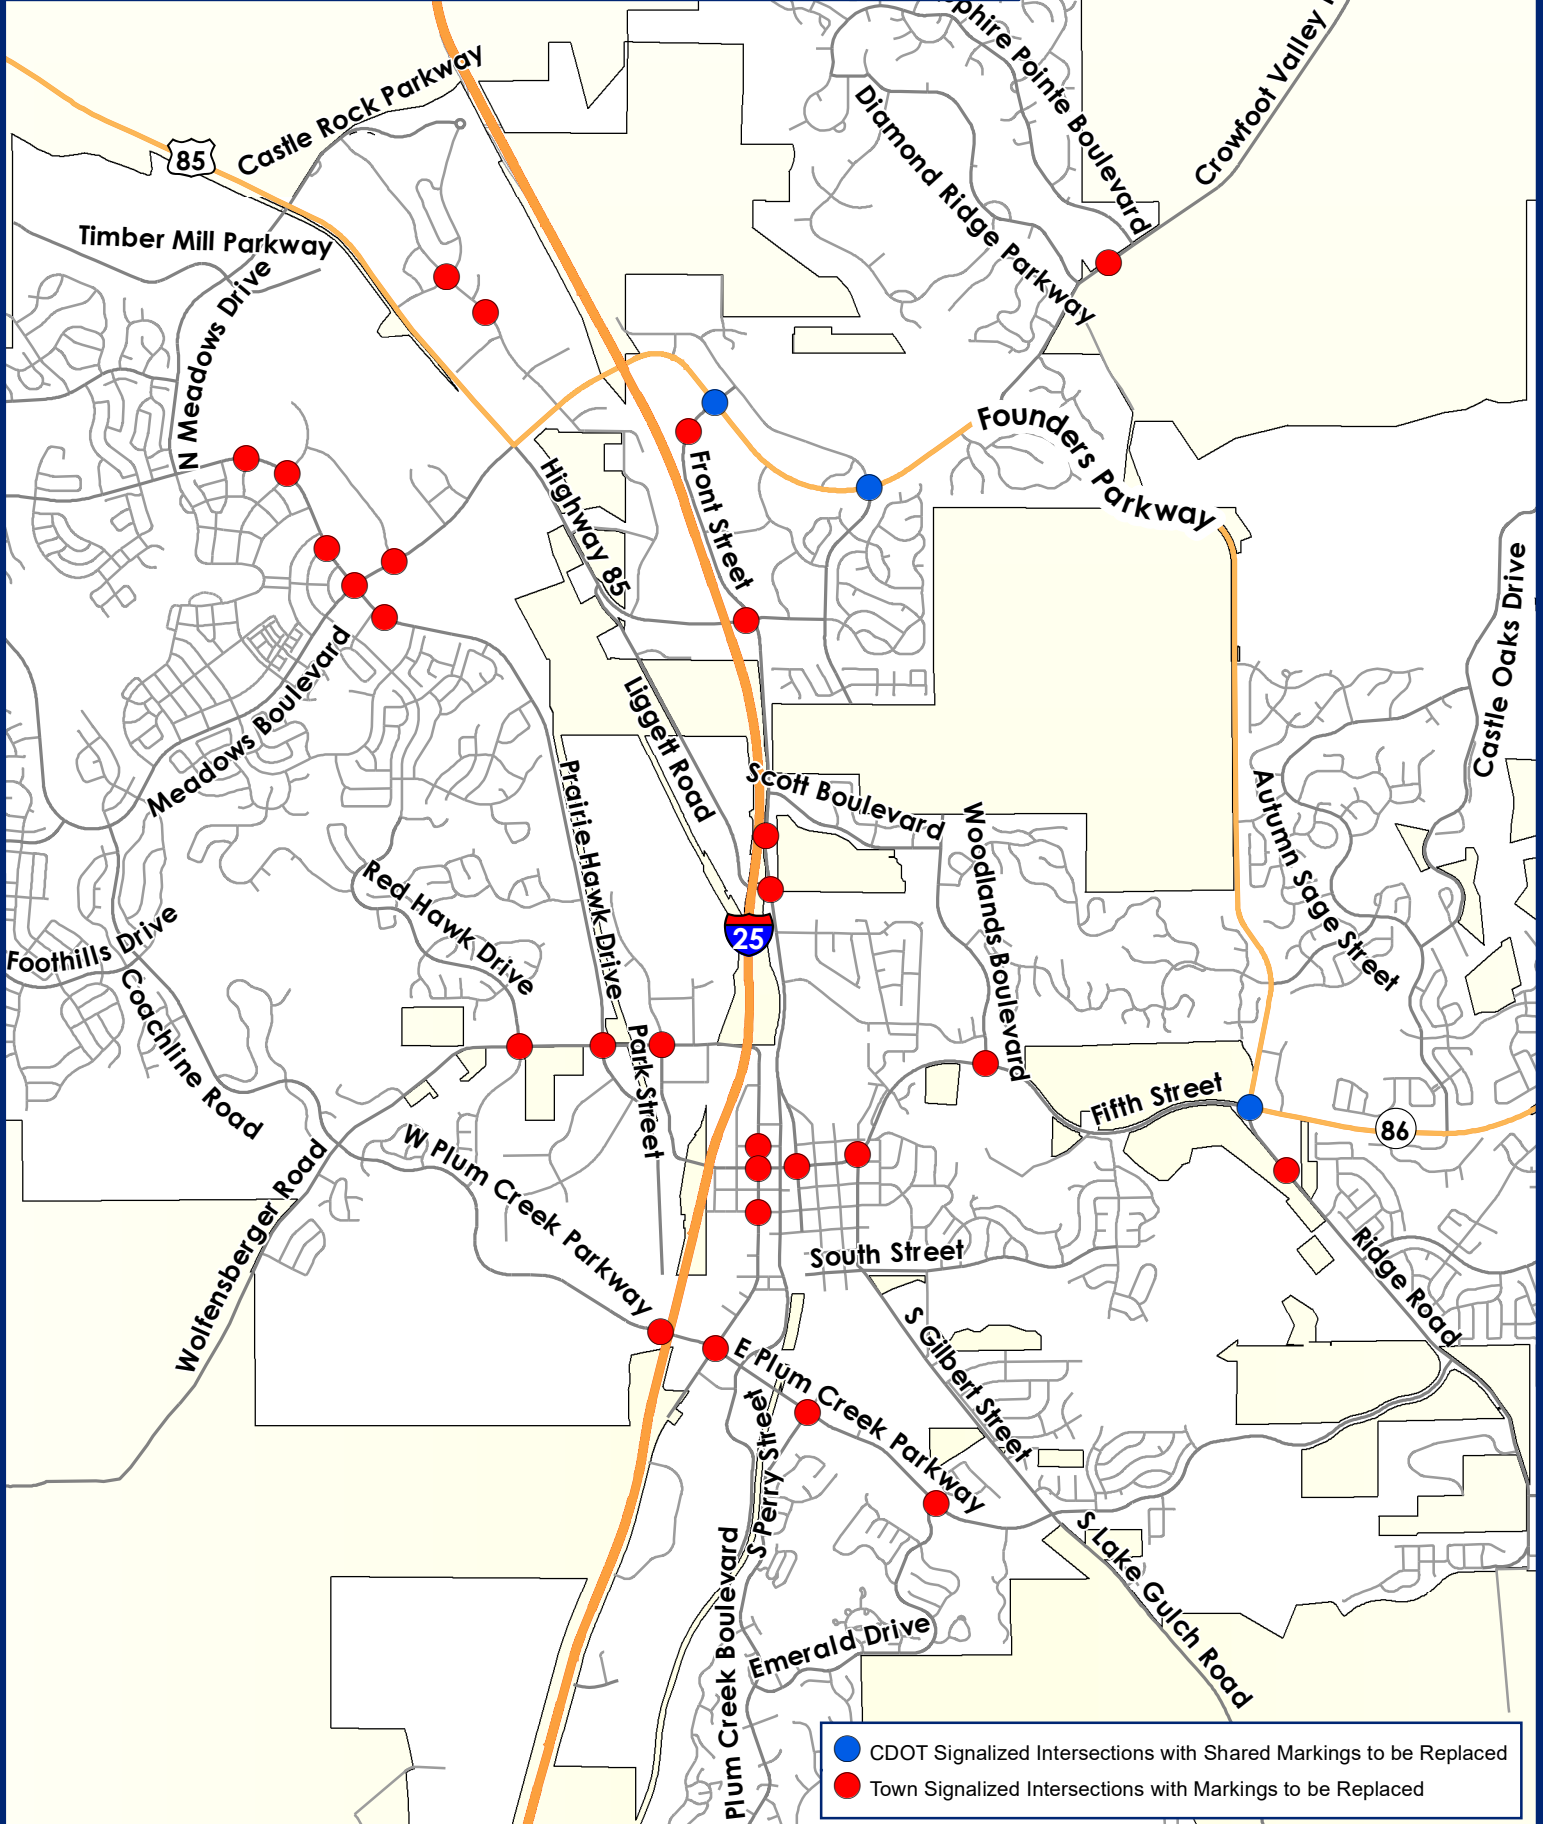 phire Pointe Boulevard
Crowfoot Valley
Castle Rock Parkway
85
Diamond Ridge Parkway
Timber Mill Parkway
N Meadows Drive
Founders Parkway
Highway 85
Front Street
Castle Oaks Drive
Meadows Boulevard
Liggett Road
Prairie Hawk Drive
Scott Boulevard
Woodlands Boulevard
Autumn Sage Street
Red Hawk Drive
Foothills Drive
25
Coachline Road
Park Street
Fifth Street
86
W Plum Creek Parkway
Wolfensberger Road
South Street
Ridge Road
S Gilbert Street
E Plum Creek Parkway
S Perry Street
S Lake Gulch Road
Plum Creek Boulevard
Emerald Drive
CDOT Signalized Intersections with Shared Markings to be Replaced
Town Signalized Intersections with Markings to be Replaced